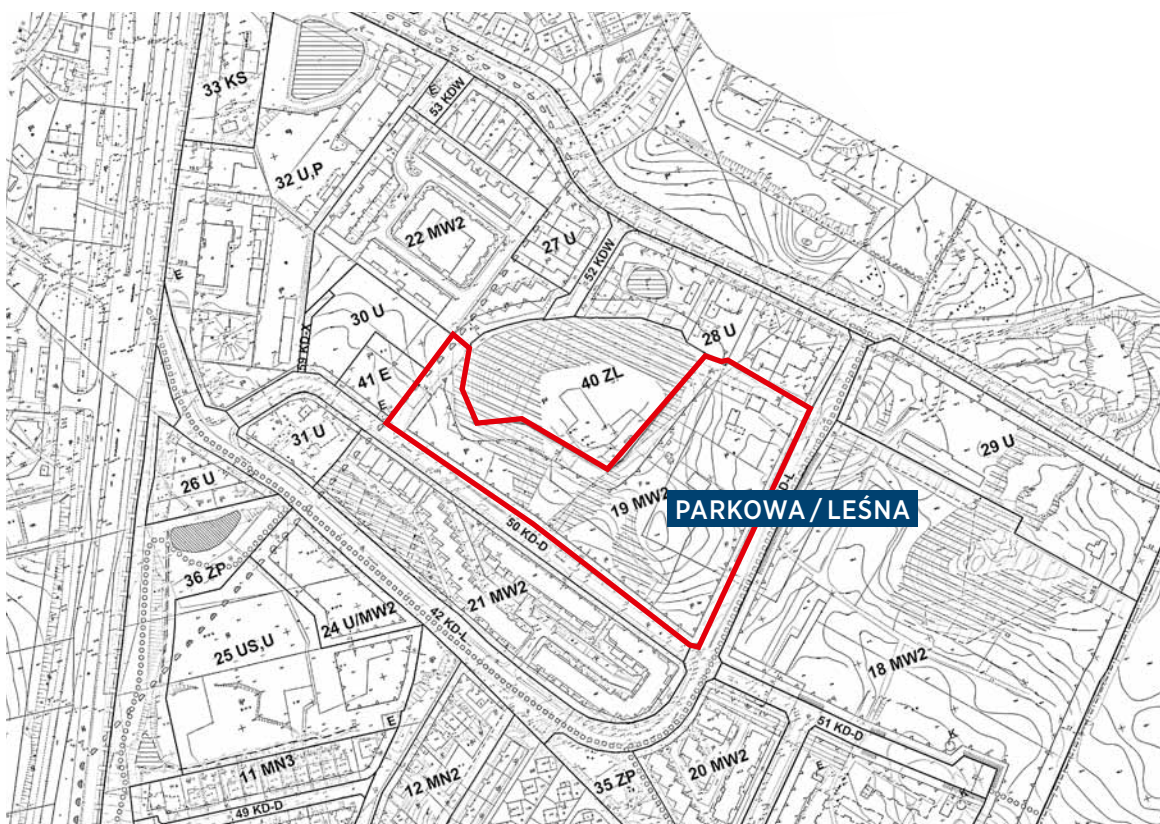 33 KS
53 KDW
E
32 U,P
22 MW2
27 U
52 KDW
E
30 U
59 KD-X
28 U
41 E
E
40 ZL
31 U
29 U
26 U
19 MW2
PARKOWA / LEŚNA
50 KD-D
36 ZP
21 MW2
24 U/MW2
42 KD-L
25 US,U
18 MW2
E
51 KD-D
K
11 MN3
12 MN2
20 MW2
35 ZP
E
K
49 KD-D